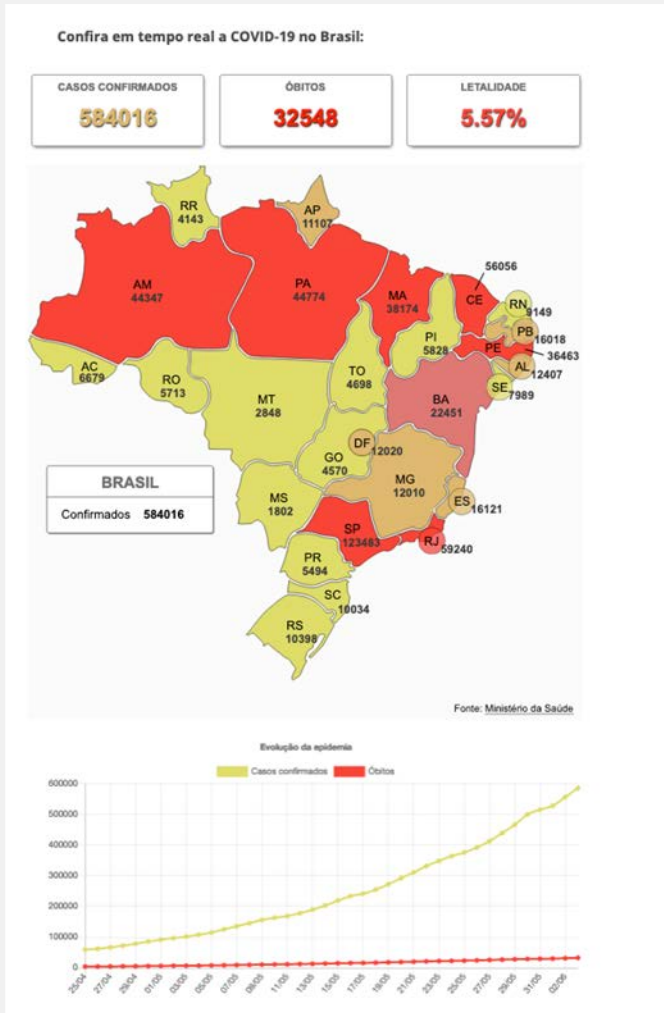 Confira em tempo real a COVID-19 no Brasil:
CASOS CONFIRMADOS
584016
ÓBITOS
32548
LETALIDADE
5.57%
RR
4143
AP
11107
AM
44347
PA
44774
MA
38174
56056
CE
RN
9149
PI
5828
PB
16018
PE
36463
AL
12407
SE
7989
AC
6679
RO
5713
TO
4698
MT
2848
BA
22451
DF
12020
GO
4570
MG
12010
ES
16121
MS
1802
SP
123483
RJ
59240
PR
5494
SC
10034
RS
10398
BRASIL
Confirmados 584016
Fonte: Ministério da Saúde
Evolução da epidemia
Casos confirmados Óbitos
600000
500000
400000
300000
200000
100000
0
25/04 27/04 29/04 01/05 03/05 05/05 08/05 11/05 13/05 15/05 17/05 19/05 21/05 23/05 25/05 27/05 29/05 31/05 02/06